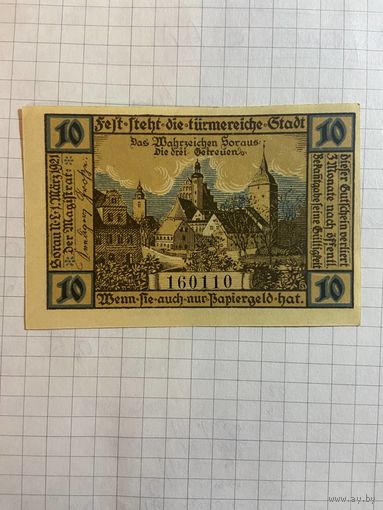 10
Fest steht die türmereiche Stadt
10
Das Wahrzeichen Soraus:
Die drei Getreuen.
Sorau N.-L. 1. März 1921
Der Magistrat:
dieser Gutschein verliert
3 Monate nach öffentl.
Bekanntgabe seine Gültigkeit
160110
10
Wenn sie auch nur Papiergeld hat.
10
www.ay.by